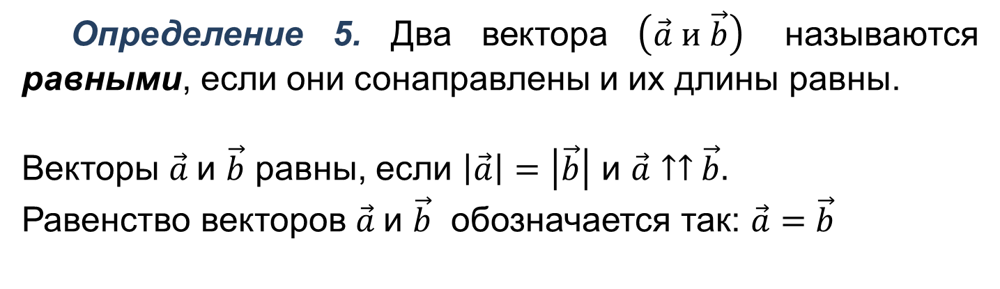 Определение 5. Два вектора (a⃗ и b⃗) называются
равными, если они сонаправлены и их длины равны.
Векторы a⃗ и b⃗ равны, если |a⃗| = |b⃗| и a⃗ ↑↑ b⃗.
Равенство векторов a⃗ и b⃗ обозначается так: a⃗ = b⃗